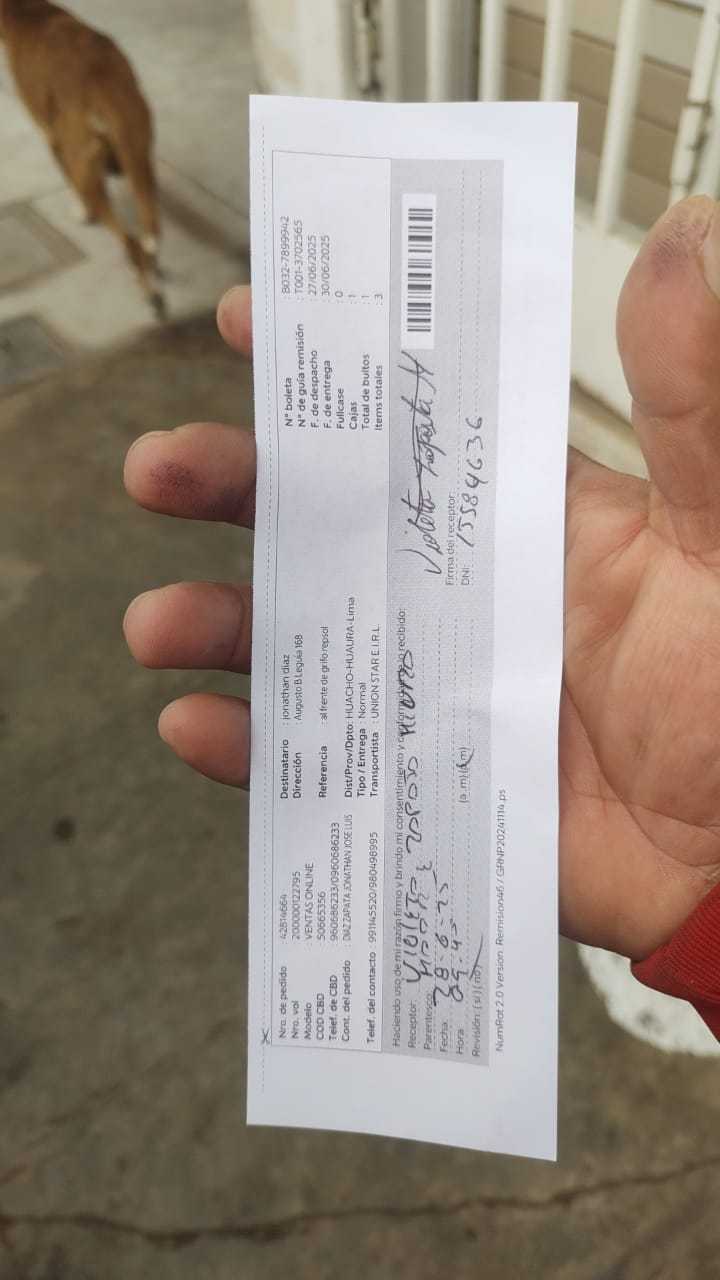 Nro. de pedido : 42814664
Nro. vol : 200000122795
Modelo : VENTAS ONLINE
COD CBD : 50665356
Telef. de CBD : 960686233/0960686233
Cont. del pedido : DIAZ ZAPATA JONATHAN JOSE LUIS
Telef. del contacto : 991145520/980498995
Destinatario : jonathan diaz
Dirección : Augusto B Leguia 168
Referencia : al frente de grifo repsol
Dist/Prov/Dpto: HUACHO-HUAURA-Lima
Tipo / Entrega : Normal
Transportista : UNION STAR E.I.R.L
N° boleta : B032-7899942
N° de guía remisión : T001-3702565
F. de despacho : 27/06/2025
F. de entrega : 30/06/2025
Fullcase : 0
Cajas : 1
Total de bultos : 1
Items totales : 3
Haciendo uso de mi razón firmo y brindo mi consentimiento y conformidad de lo recibido:
Receptor: VIOLETA
Parentesco:
Fecha: 28-6-25
Hora: 09-45 (a.m) (p.m)
Revisión: (si) (no)
Violeta
Firma del receptor:
DNI: 15584636
NumRot 2.0 Version Remision46 / GRNP20241114.ps